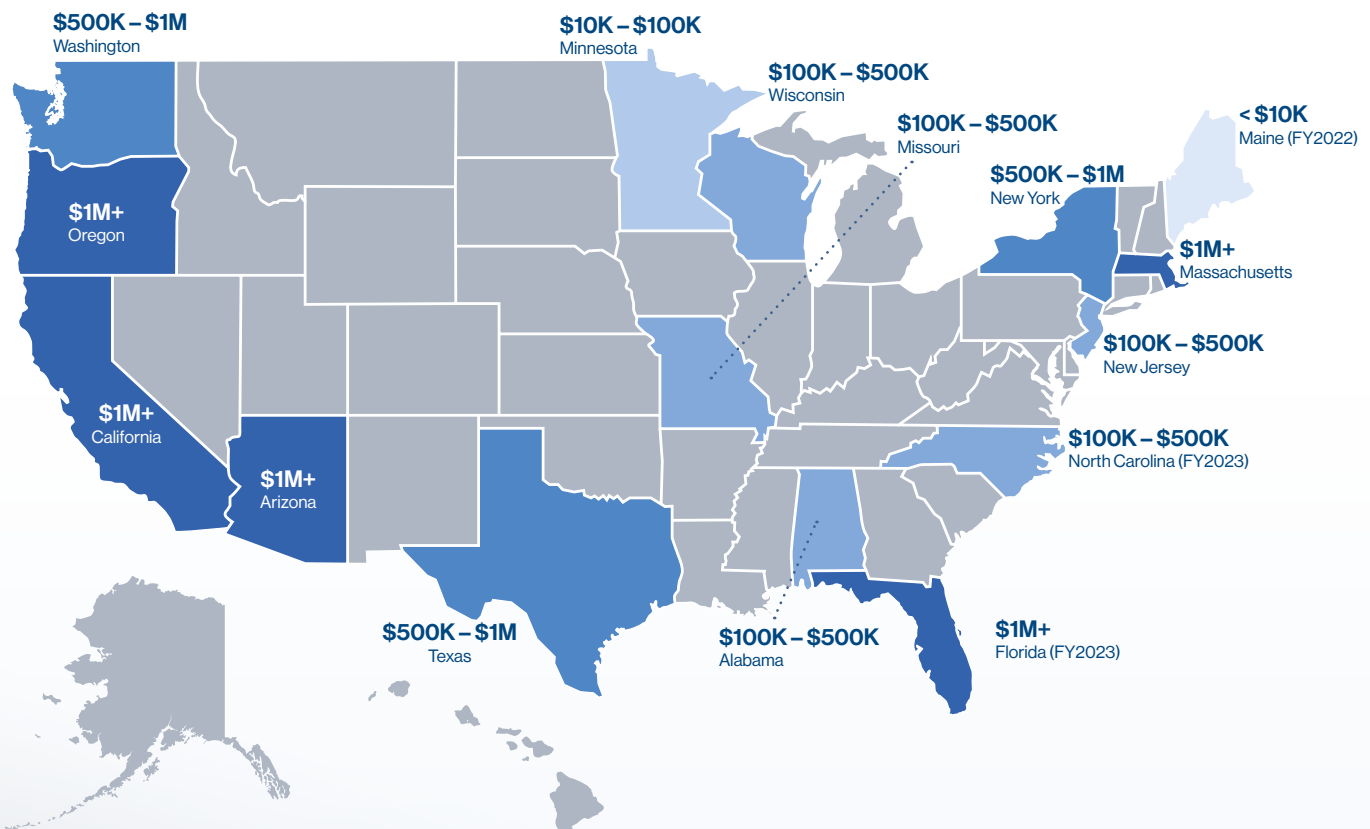 $500K – $1M
Washington
$10K – $100K
Minnesota
$100K – $500K
Wisconsin
$100K – $500K
Missouri
< $10K
Maine (FY2022)
$500K – $1M
New York
$1M+
Oregon
$1M+
Massachusetts
$100K – $500K
New Jersey
$1M+
California
$1M+
Arizona
$100K – $500K
North Carolina (FY2023)
$500K – $1M
Texas
$100K – $500K
Alabama
$1M+
Florida (FY2023)